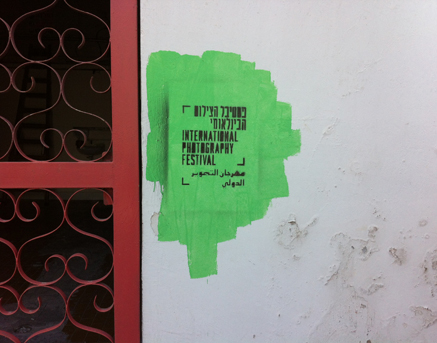 פסטיבל הצילום
הבינלאומי
INTERNATIONAL
PHOTOGRAPHY
FESTIVAL
مهرجان التصوير
الدولي